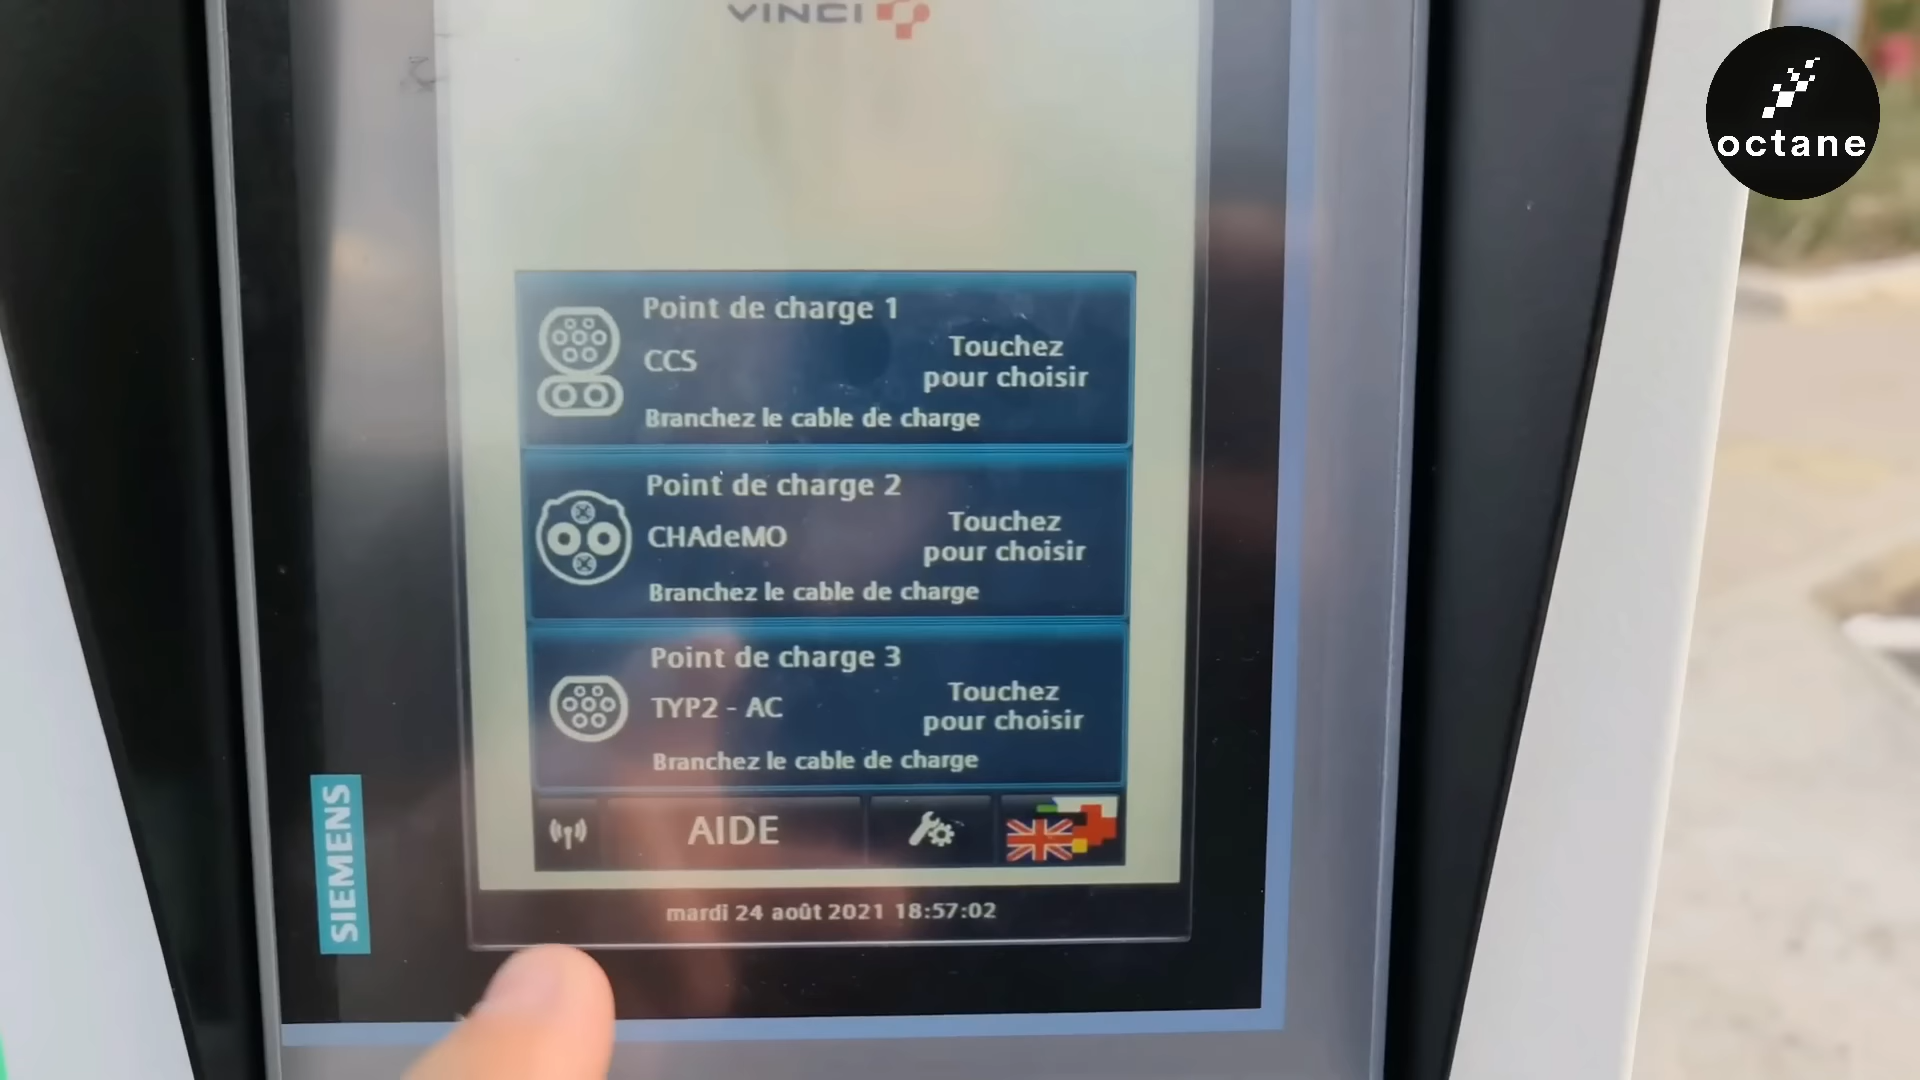 VINCI
octane
Point de charge 1
CCS
Touchez
pour choisir
Branchez le cable de charge
Point de charge 2
CHAdeMO
Touchez
pour choisir
Branchez le cable de charge
Point de charge 3
TYP2 - AC
Touchez
pour choisir
Branchez le cable de charge
AIDE
SIEMENS
mardi 24 août 2021 18:57:02